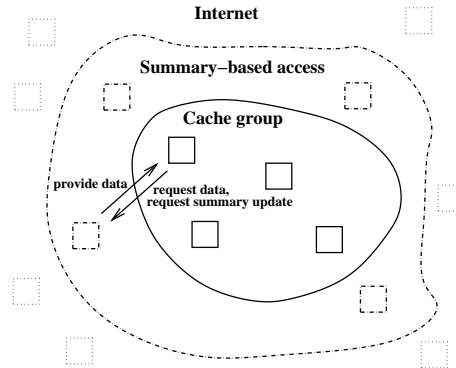 Internet
Summary−based access
Cache group
provide data
request data,
request summary update